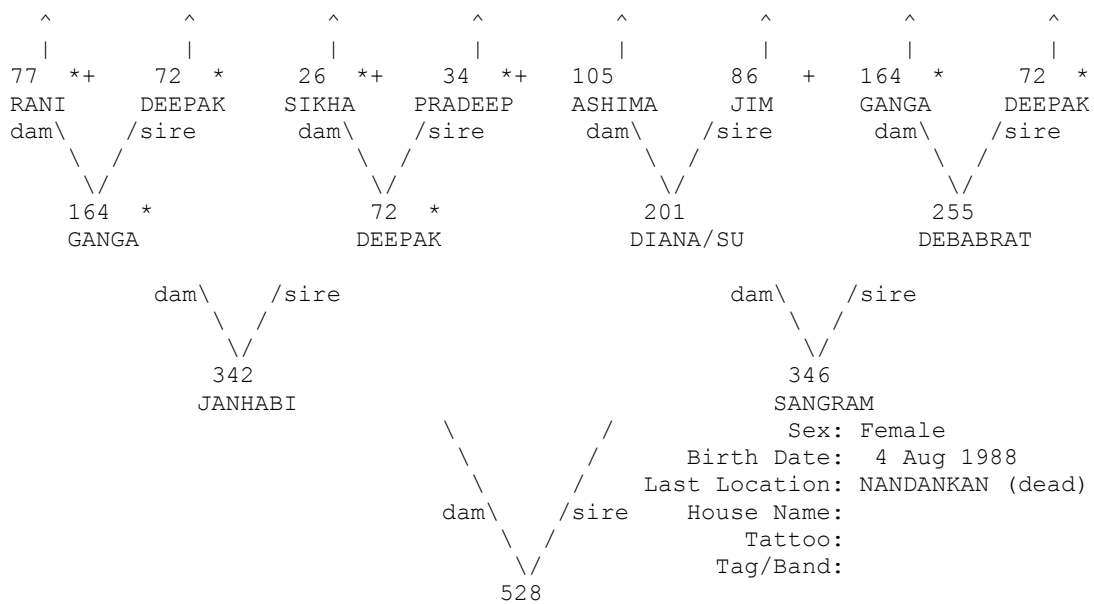 ^ ^ ^ ^ ^ ^ ^ ^
| | | | | | | |
77 *+ 72 * 26 *+ 34 *+ 105 86 + 164 * 72 *
RANI DEEPAK SIKHA PRADEEP ASHIMA JIM GANGA DEEPAK
dam\ /sire dam\ /sire dam\ /sire dam\ /sire
\ / \ / \ / \ /
\/ \/ \/ \/
164 * 72 * 201 255
GANGA DEEPAK DIANA/SU DEBABRAT
dam\ /sire dam\ /sire
\ / \ /
\/ \/
342 346
JANHABI SANGRAM
\ / Sex: Female
\ / Birth Date: 4 Aug 1988
\ / Last Location: NANDANKAN (dead)
dam\ /sire House Name:
\ / Tattoo:
\/ Tag/Band:
528